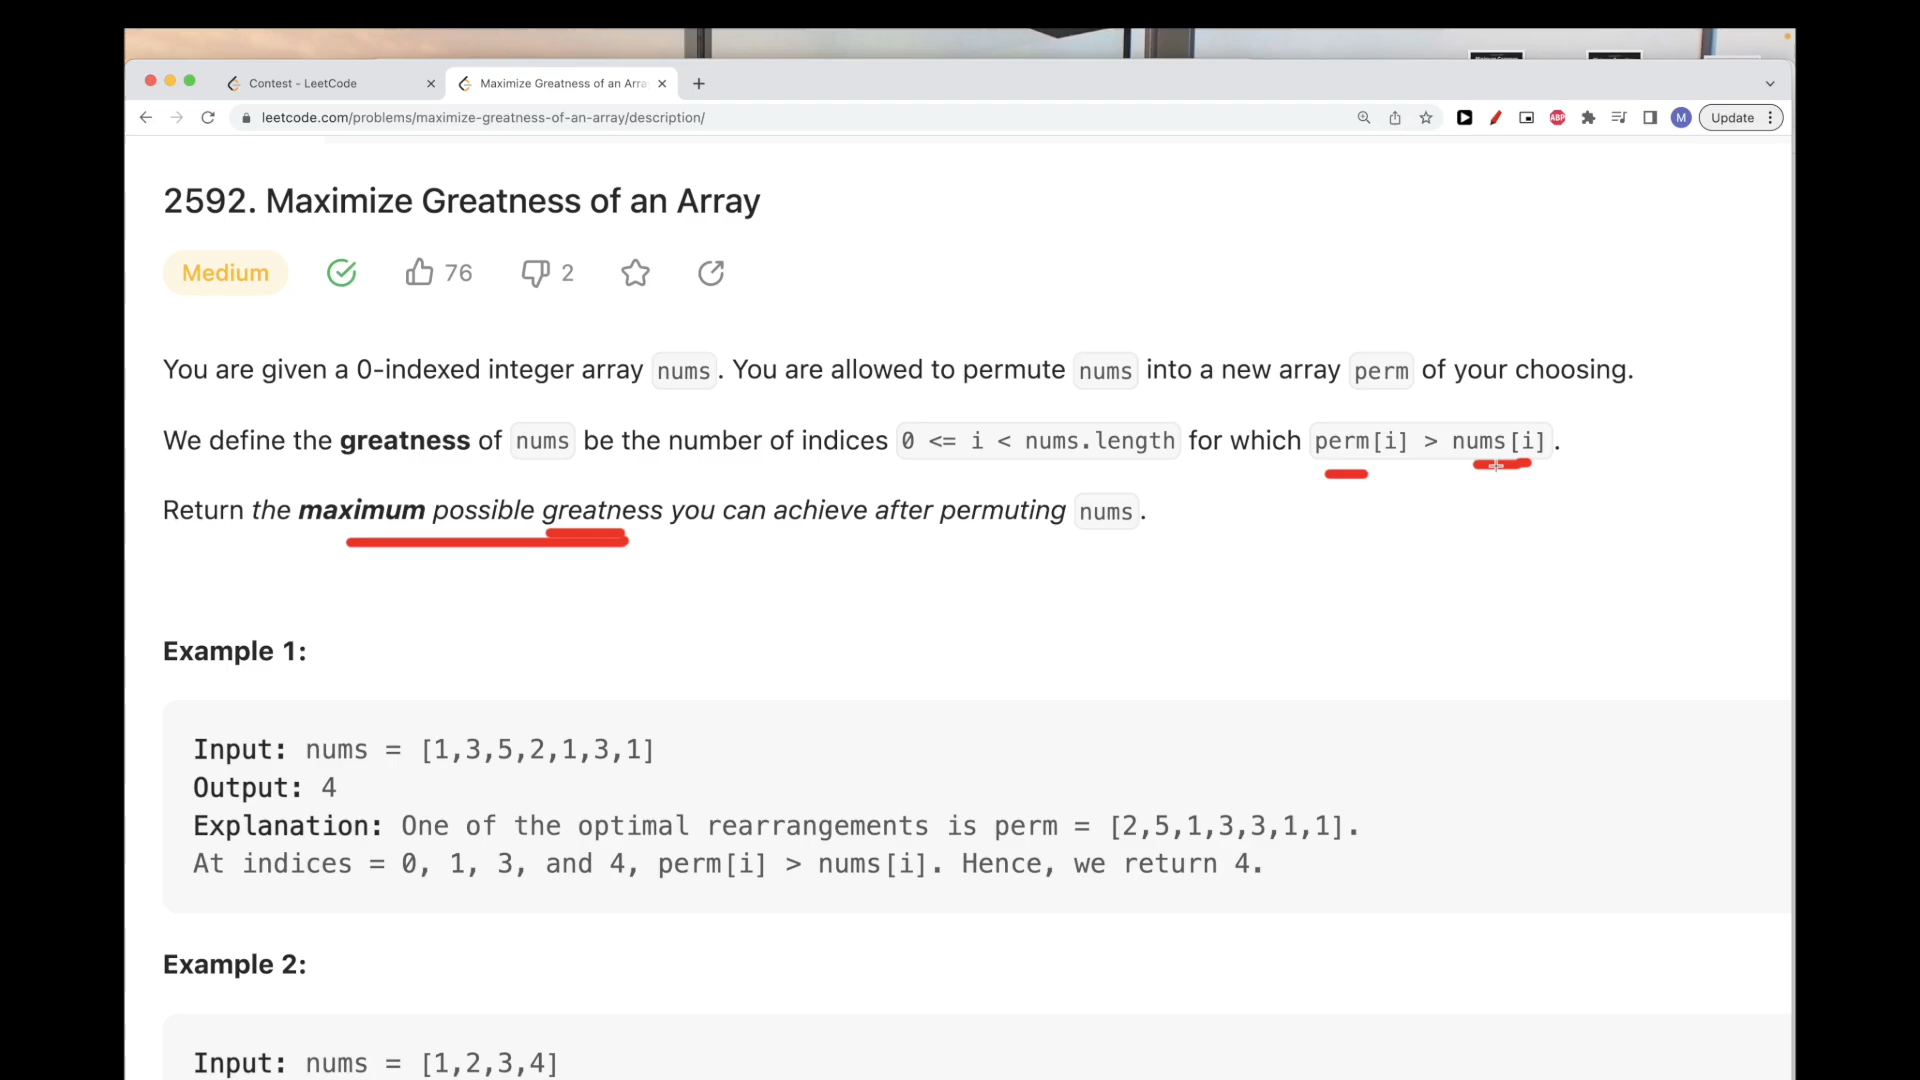 Contest - LeetCode
Maximize Greatness of an Arra
leetcode.com/problems/maximize-greatness-of-an-array/description/
ABP
M
Update
2592. Maximize Greatness of an Array
Medium
76
2
You are given a 0-indexed integer array nums. You are allowed to permute nums into a new array perm of your choosing.
We define the greatness of nums be the number of indices 0 <= i < nums.length for which perm[i] > nums[i].
Return the maximum possible greatness you can achieve after permuting nums.
Example 1:
Input: nums = [1,3,5,2,1,3,1]
Output: 4
Explanation: One of the optimal rearrangements is perm = [2,5,1,3,3,1,1].
At indices = 0, 1, 3, and 4, perm[i] > nums[i]. Hence, we return 4.
Example 2:
Input: nums = [1,2,3,4]